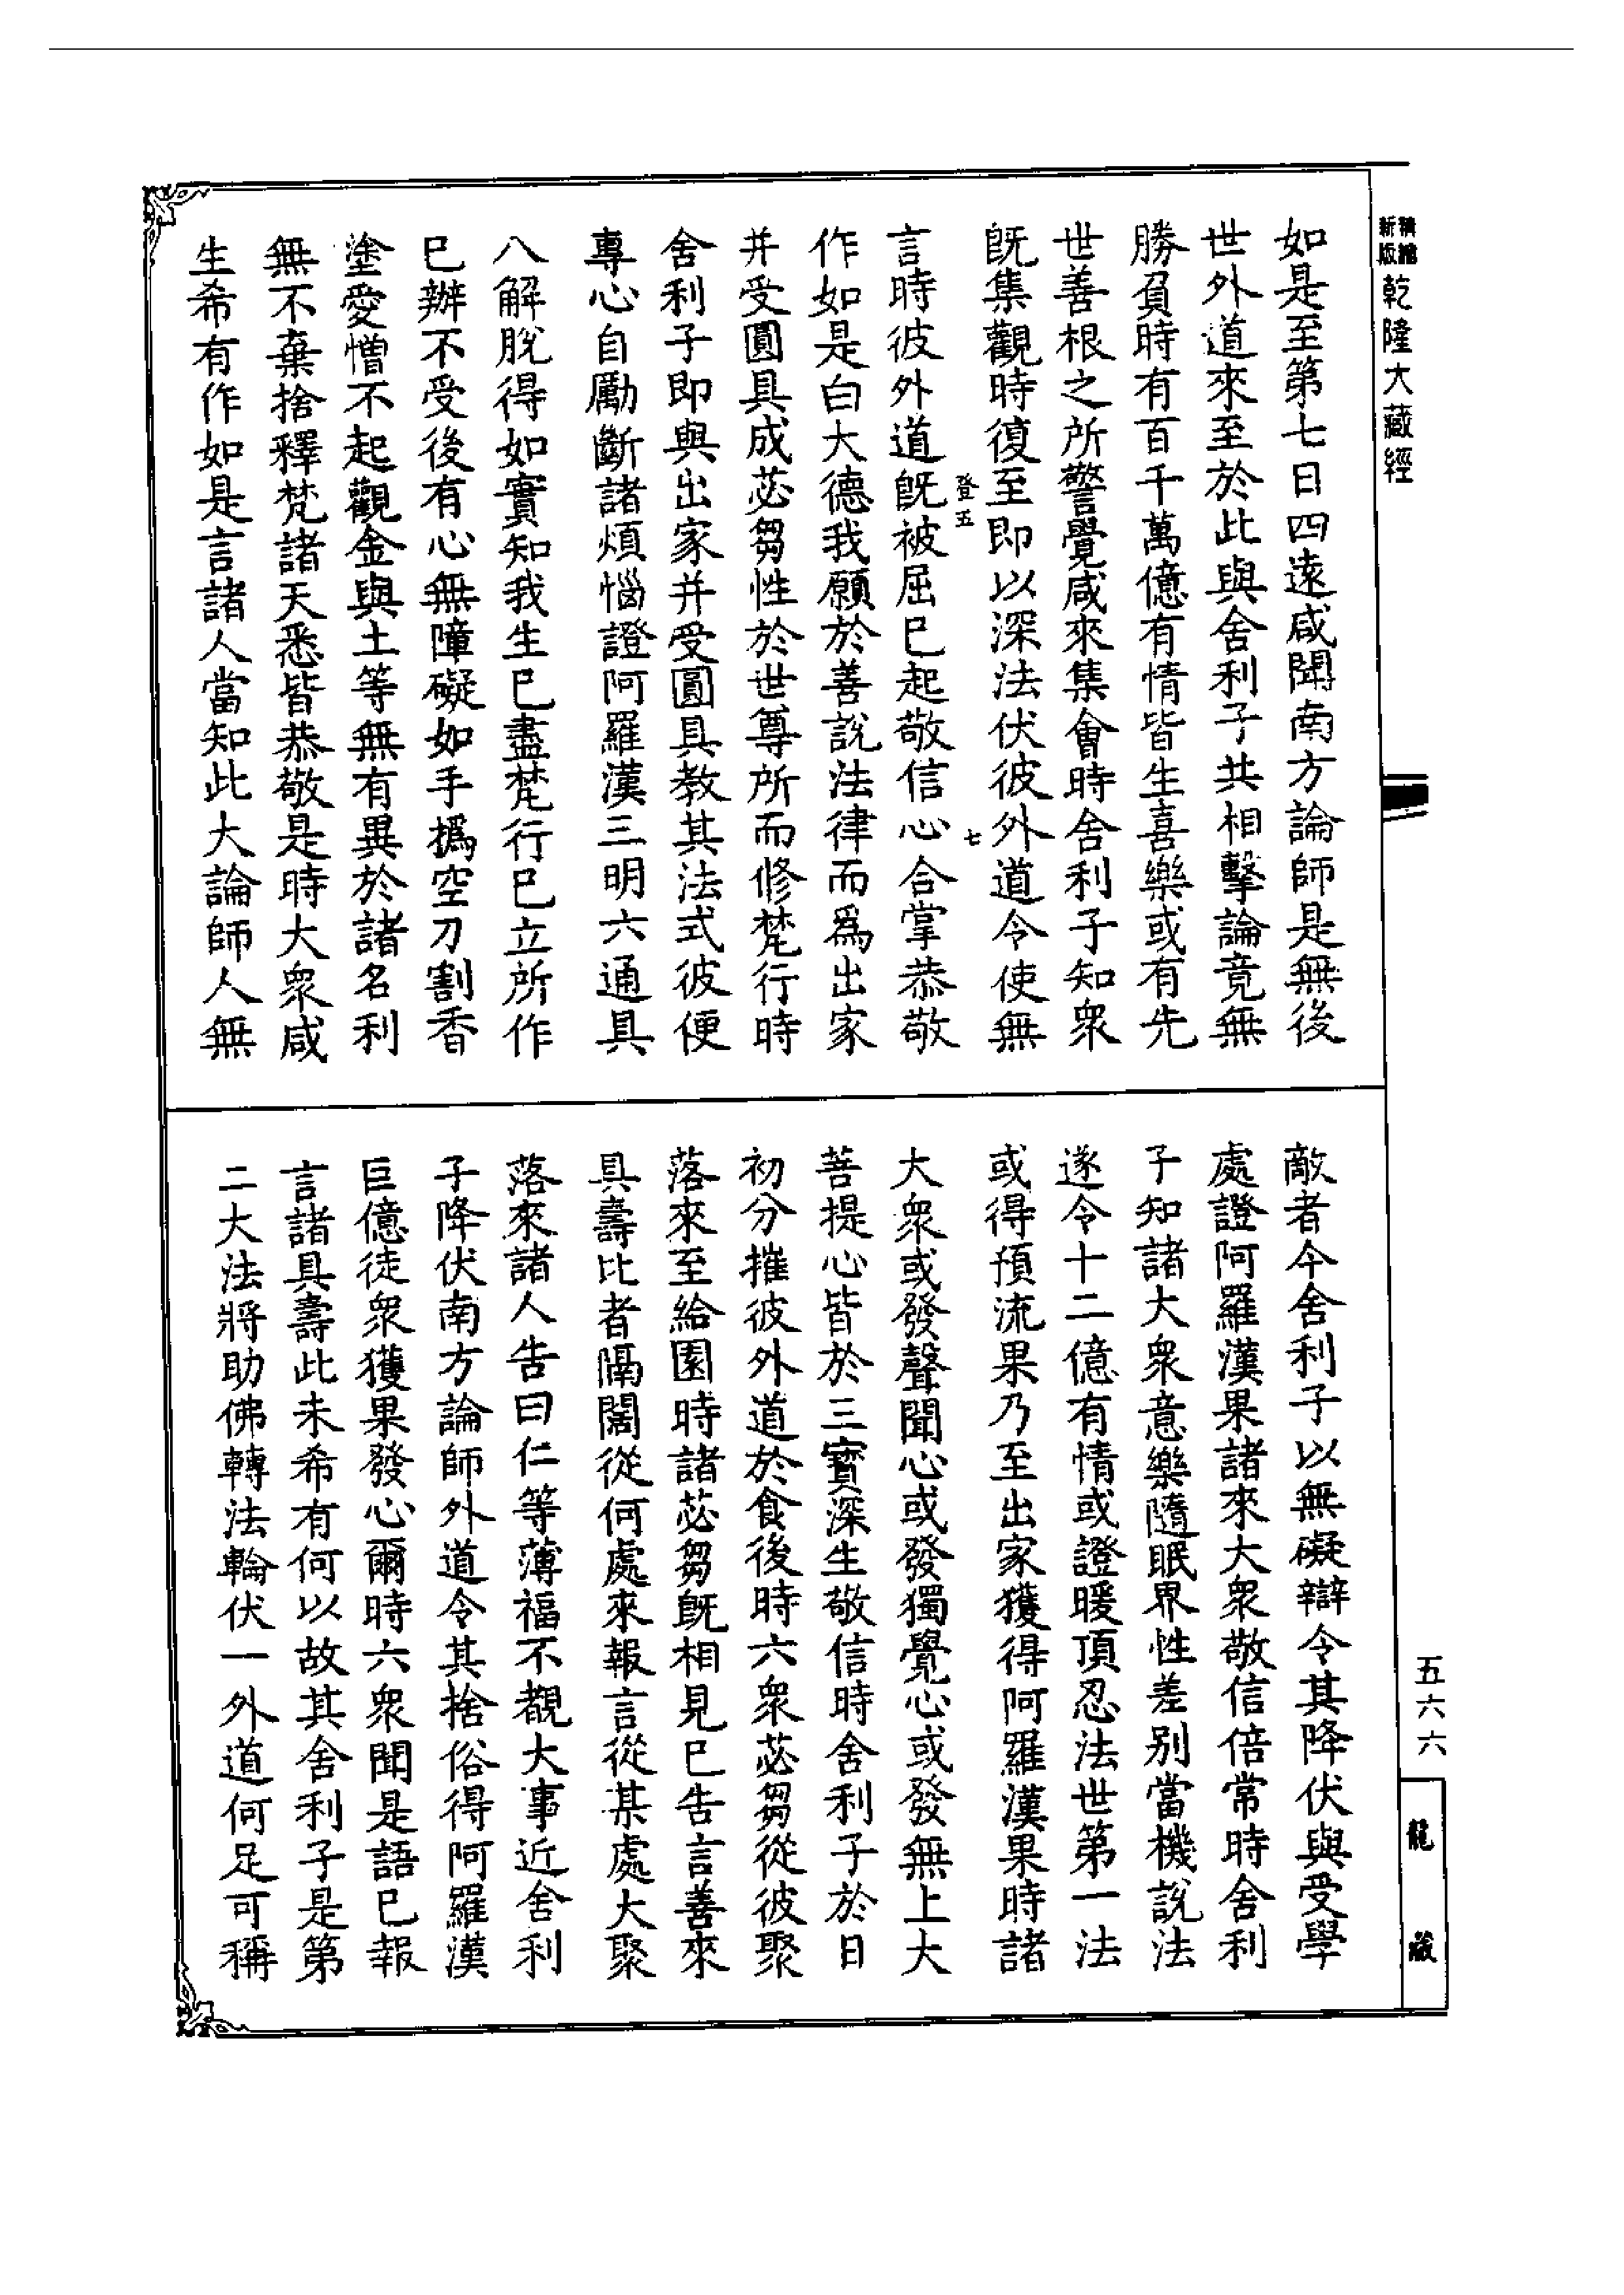 新版精縮乾隆大藏經
如是至第七日四遠咸聞南方論師是無後
世外道來至於此與舍利子共相擊論竟無
勝負時有百千萬億有情皆生喜樂或有先
世善根之所警覺咸來集會時舍利子知衆
既集觀時復至即以深法伏彼外道令使無
登五
七
言時彼外道既被屈已起敬信心合掌恭敬
作如是白大德我願於善說法律而爲出家
并受圓具成苾芻性於世尊所而修梵行時
舍利子即與出家并受圓具教其法式彼便
專心自勵斷諸煩惱證阿羅漢三明六通具
八解脫得如實知我生已盡梵行已立所作
已辦不受後有心無障礙如手撝空刀割香
塗愛憎不起觀金與土等無有異於諸名利
無不棄捨釋梵諸天悉皆恭敬是時大衆咸
生希有作如是言諸人當知此大論師人無
敵者今舍利子以無礙辯令其降伏與受學
處證阿羅漢果諸來大衆敬信倍常時舍利
子知諸大衆意樂隨眠界性差別當機說法
遂令十二億有情或證暖頂忍法世第一法
或得預流果乃至出家獲得阿羅漢果時諸
大衆或發聲聞心或發獨覺心或發無上大
菩提心皆於三寶深生敬信時舍利子於日
初分摧彼外道於食後時六衆苾芻從彼聚
落來至給園時諸苾芻既相見已告言善來
具壽比者隔闊從何處來報言從某處大聚
落來諸人告曰仁等薄福不覩大事近舍利
子降伏南方論師外道令其捨俗得阿羅漢
巨億徒衆獲果發心爾時六衆聞是語已報
言諸具壽此未希有何以故其舍利子是第
二大法將助佛轉法輪伏一外道何足可稱
五六六
龍藏